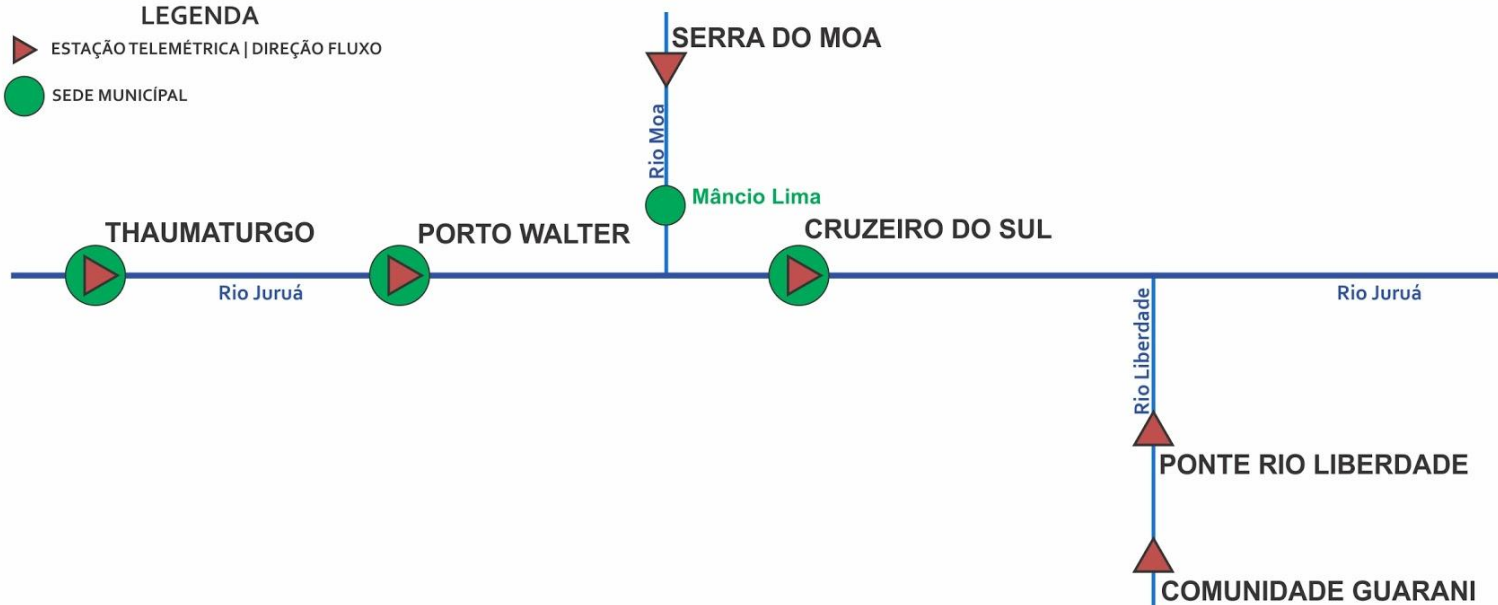 LEGENDA
ESTAÇÃO TELEMÉTRICA | DIREÇÃO FLUXO
SEDE MUNICÍPAL
SERRA DO MOA
Rio Moa
Mâncio Lima
THAUMATURGO
PORTO WALTER
CRUZEIRO DO SUL
Rio Juruá
Rio Juruá
Rio Liberdade
PONTE RIO LIBERDADE
COMUNIDADE GUARANI